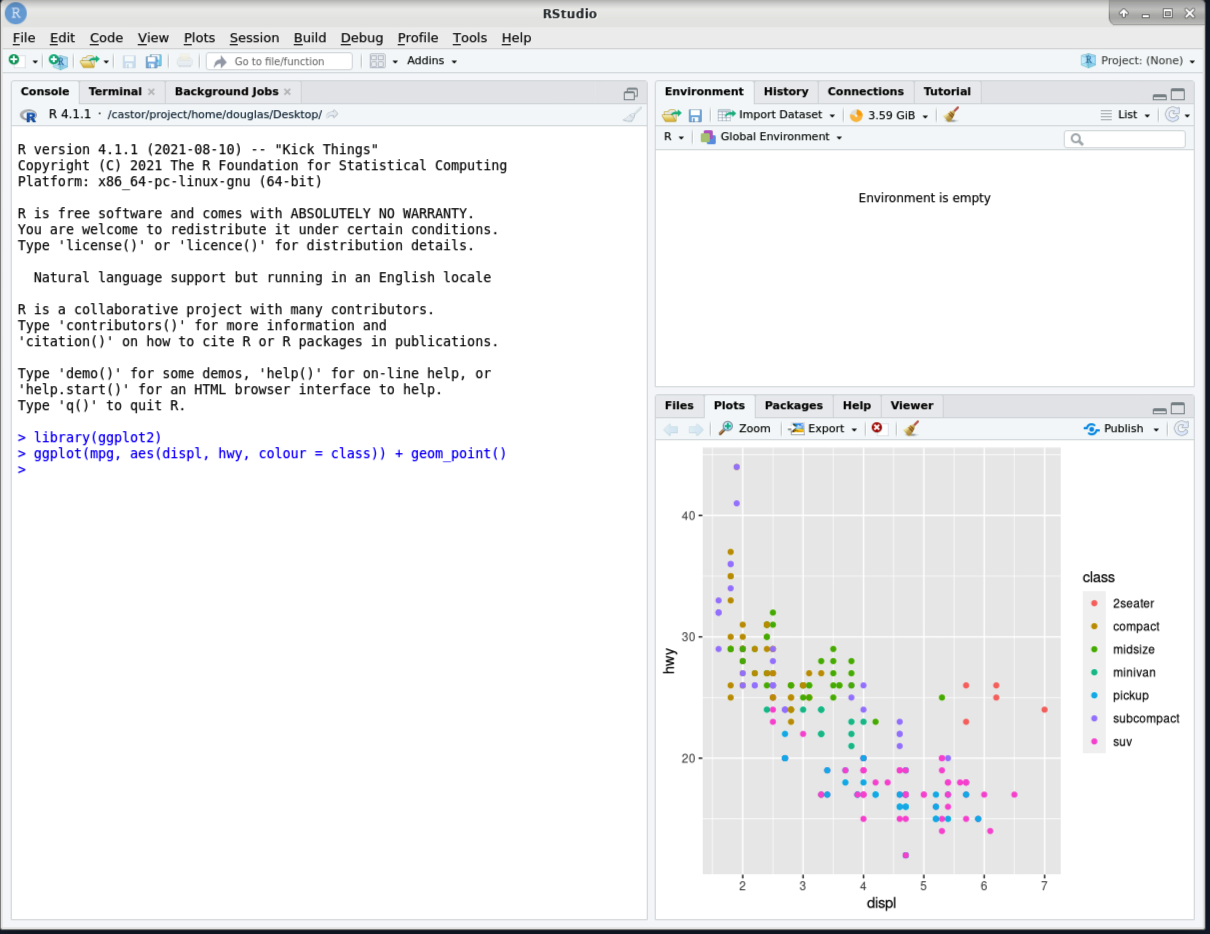 RStudio
File Edit Code View Plots Session Build Debug Profile Tools Help
Go to file/function Addins Project: (None)
Console Terminal Background Jobs
R 4.1.1 · /castor/project/home/douglas/Desktop/
R version 4.1.1 (2021-08-10) -- "Kick Things"
Copyright (C) 2021 The R Foundation for Statistical Computing
Platform: x86_64-pc-linux-gnu (64-bit)
R is free software and comes with ABSOLUTELY NO WARRANTY.
You are welcome to redistribute it under certain conditions.
Type 'license()' or 'licence()' for distribution details.
Natural language support but running in an English locale
R is a collaborative project with many contributors.
Type 'contributors()' for more information and
'citation()' on how to cite R or R packages in publications.
Type 'demo()' for some demos, 'help()' for on-line help, or
'help.start()' for an HTML browser interface to help.
Type 'q()' to quit R.
> library(ggplot2)
> ggplot(mpg, aes(displ, hwy, colour = class)) + geom_point()
>
Environment History Connections Tutorial
Import Dataset 3.59 GiB List
R Global Environment
Environment is empty
Files Plots Packages Help Viewer
Zoom Export Publish
40
30
20
hwy
2 3 4 5 6 7
displ
class
2seater
compact
midsize
minivan
pickup
subcompact
suv